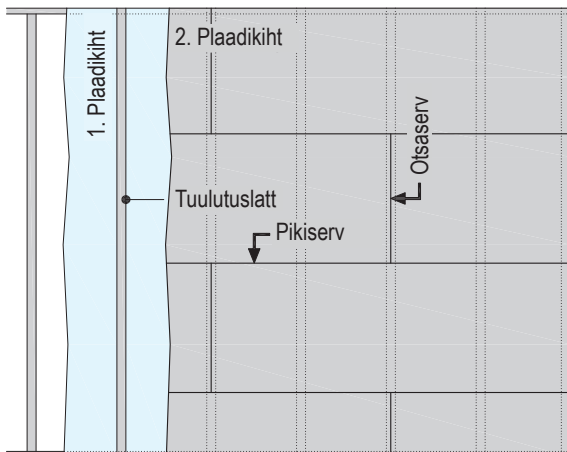 1. Plaadikiht
2. Plaadikiht
Otsaserv
Tuulutuslatt
Pikiserv